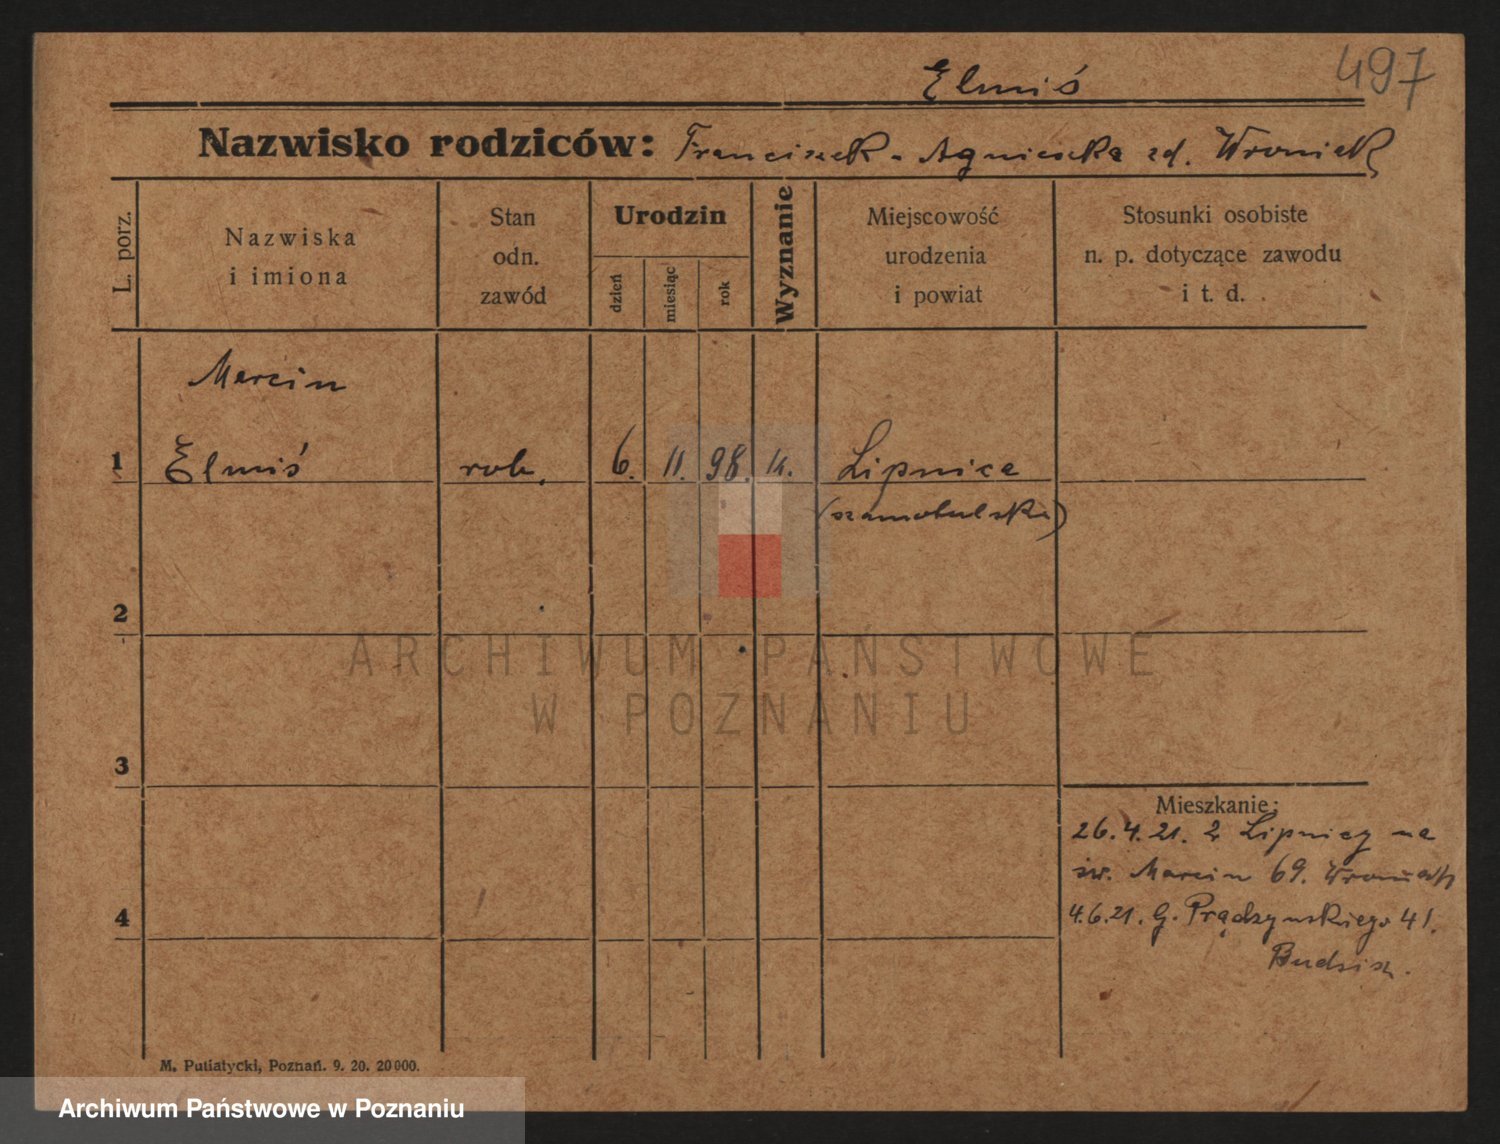 497
Elmiś
Nazwisko rodziców: Franciszek - Agnieszka zd. Wroniak
L. porz.
Nazwiska
i imiona
Stan
odn.
zawód
Urodzin
dzień
miesiąc
rok
Wyznanie
Miejscowość
urodzenia
i powiat
Stosunki osobiste
n. p. dotyczące zawodu
i t. d.
Marcin
1 Elmiś rob. 6. 11. 98. k. Lipnica
(szamotulskie)
2
3
4
Mieszkanie:
26.4.21. z Lipnicy na
św. Marcin 69.
4.6.21. G. Prądzyńskiego 41.
M. Putiatycki, Poznań. 9. 20. 20000.
ARCHIWUM PAŃSTWOWE
W POZNANIU
Archiwum Państwowe w Poznaniu